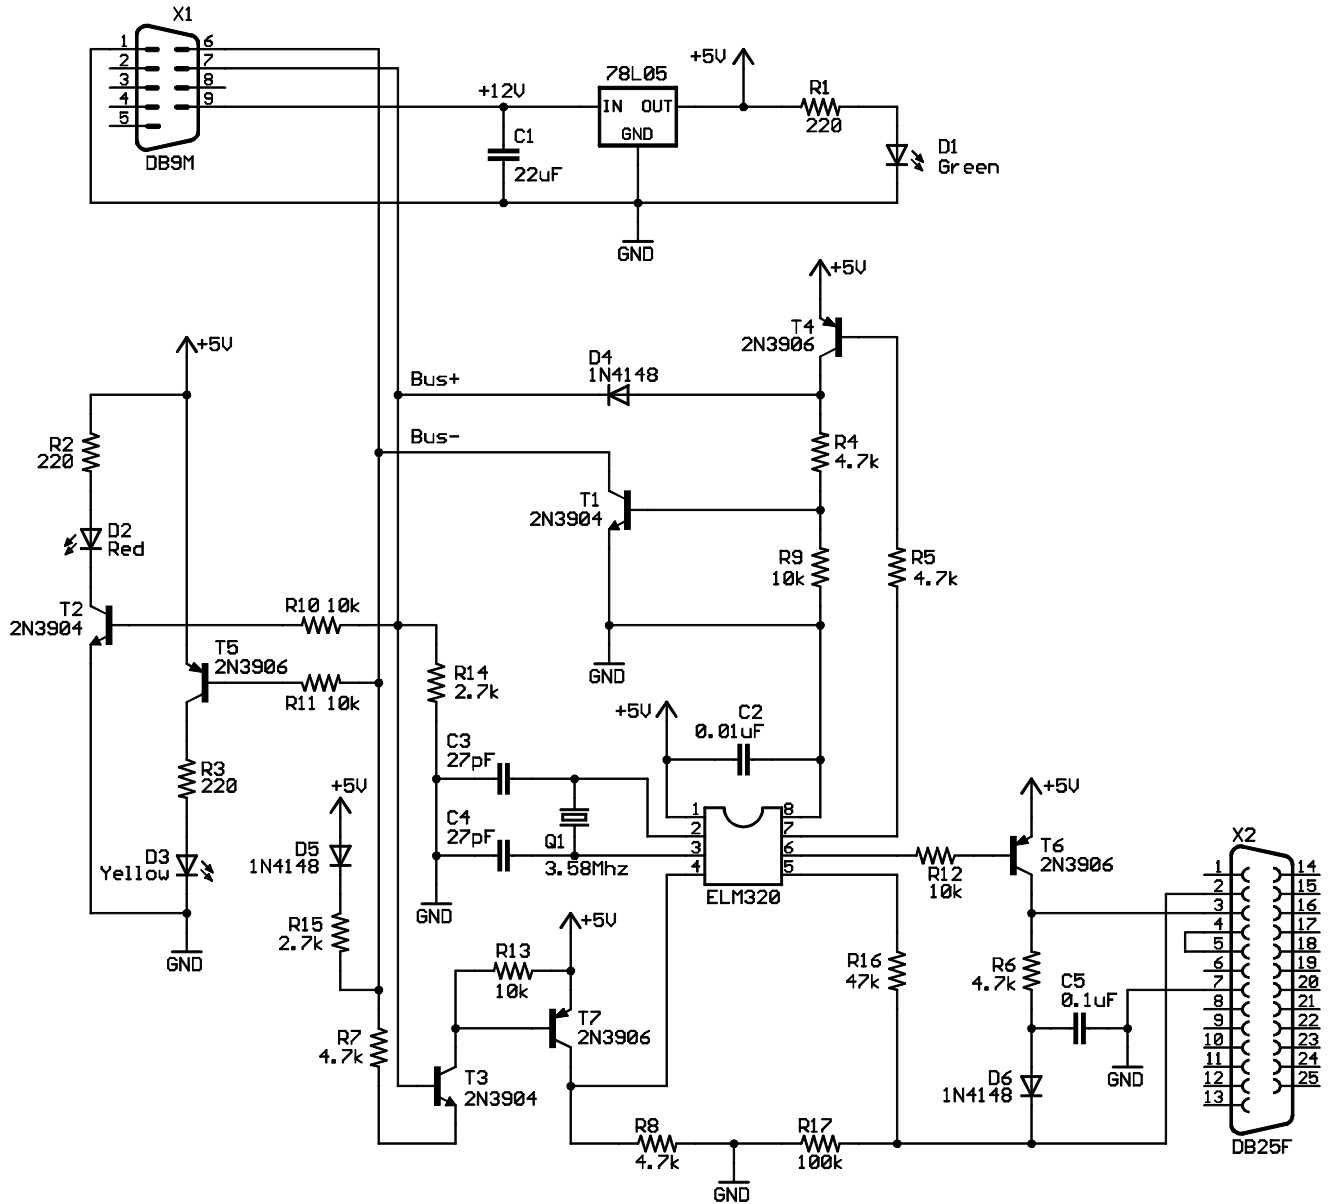 X1
1
2
3
4
5
6
7
8
9
DB9M
+12V
C1
22uF
78L05
IN OUT
GND
+5V
R1
220
D1
Green
GND
+5V
T4
2N3906
D4
1N4148
Bus+
Bus-
R4
4.7k
T1
2N3904
R9
10k
R5
4.7k
GND
+5V
R2
220
D2
Red
T2
2N3904
R10 10k
T5
2N3906
R11 10k
R14
2.7k
R3
220
D3
Yellow
GND
+5V
D5
1N4148
R15
2.7k
C3
27pF
C4
27pF
Q1
3.58Mhz
GND
+5V
C2
0.01uF
1
2
3
4
8
7
6
5
ELM320
R12
10k
+5V
T6
2N3906
+5V
R13
10k
T7
2N3906
R7
4.7k
T3
2N3904
R8
4.7k
GND
R17
100k
R16
47k
R6
4.7k
C5
0.1uF
GND
D6
1N4148
X2
1
2
3
4
5
6
7
8
9
10
11
12
13
14
15
16
17
18
19
20
21
22
23
24
25
DB25F